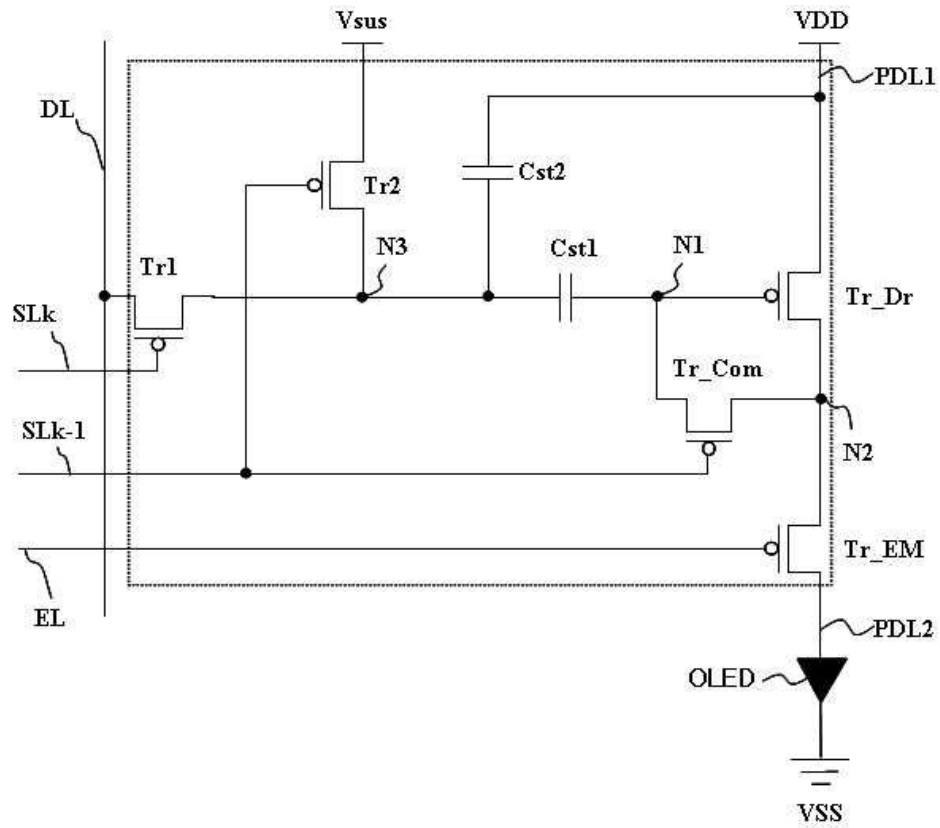 Vsus
VDD
PDL1
DL
Tr2
Cst2
N3
Cst1
N1
Tr1
Tr_Dr
SLk
Tr_Com
SLk-1
N2
Tr_EM
EL
PDL2
OLED
VSS